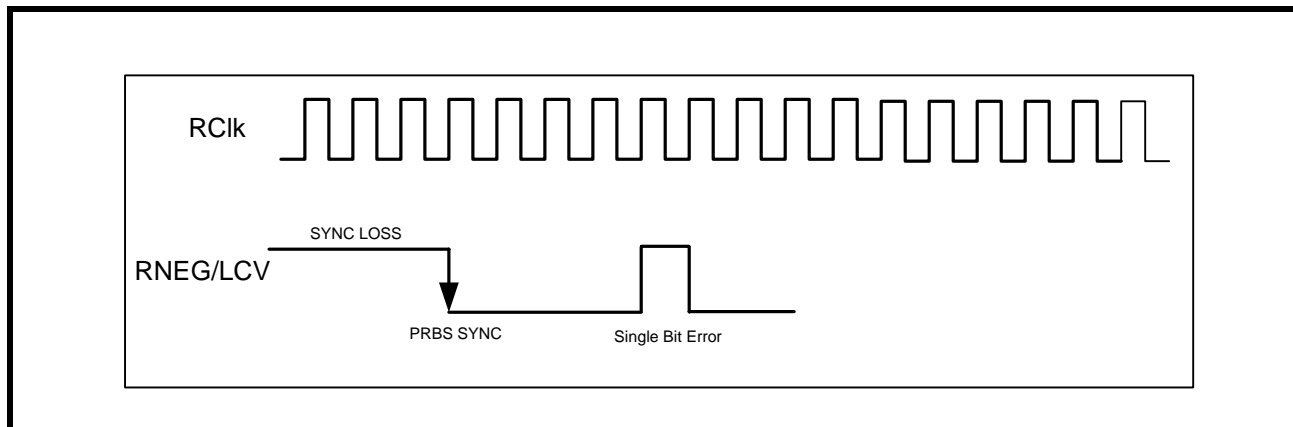 RClk
SYNC LOSS
RNEG/LCV
PRBS SYNC
Single Bit Error